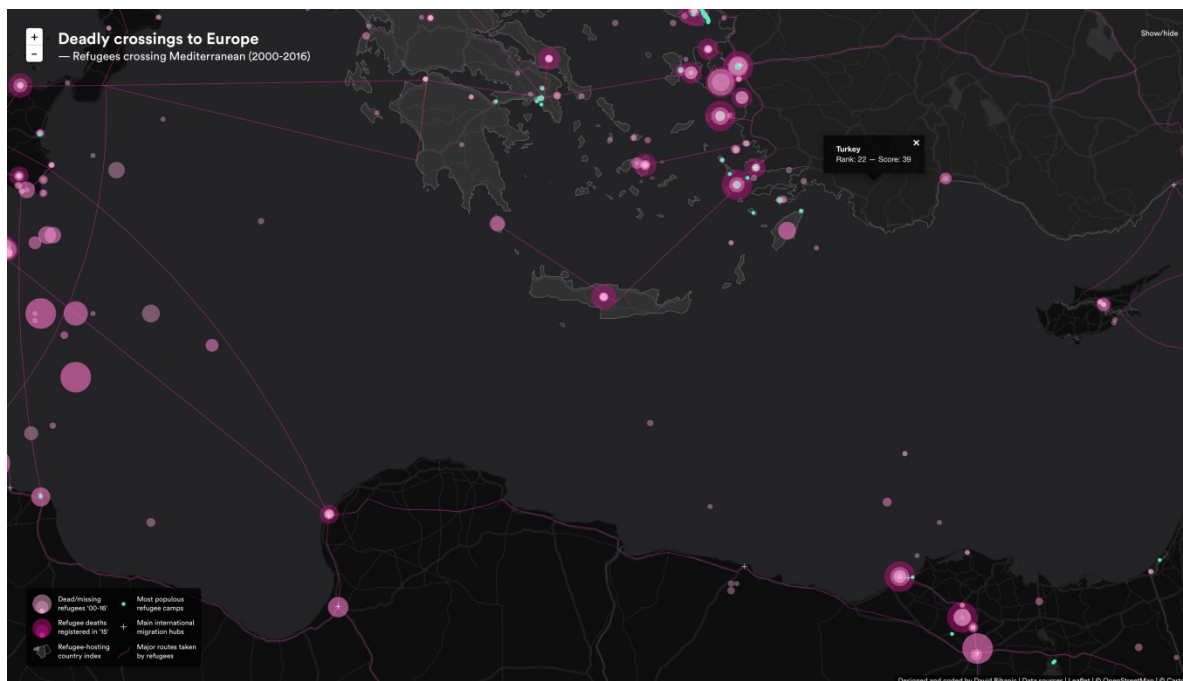 +
−
Deadly crossings to Europe
— Refugees crossing Mediterranean (2000-2016)
Show/hide
Turkey
Rank: 22 — Score: 39
×
Dead/missing
refugees '00-16'
Most populous
refugee camps
Refugee deaths
registered in '15'
Main international
migration hubs
Refugee-hosting
country index
Major routes taken
by refugees
Designed and coded by David Bihanic | Data sources | Leaflet | © OpenStreetMap | ©